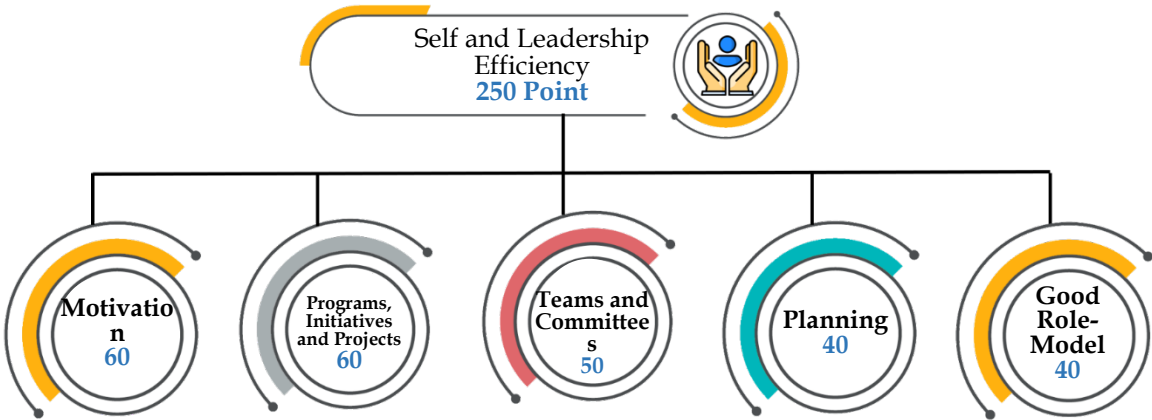 Self and Leadership
Efficiency
250 Point
Motivatio
n
60
Programs,
Initiatives
and Projects
60
Teams and
Committee
s
50
Planning
40
Good
Role-
Model
40